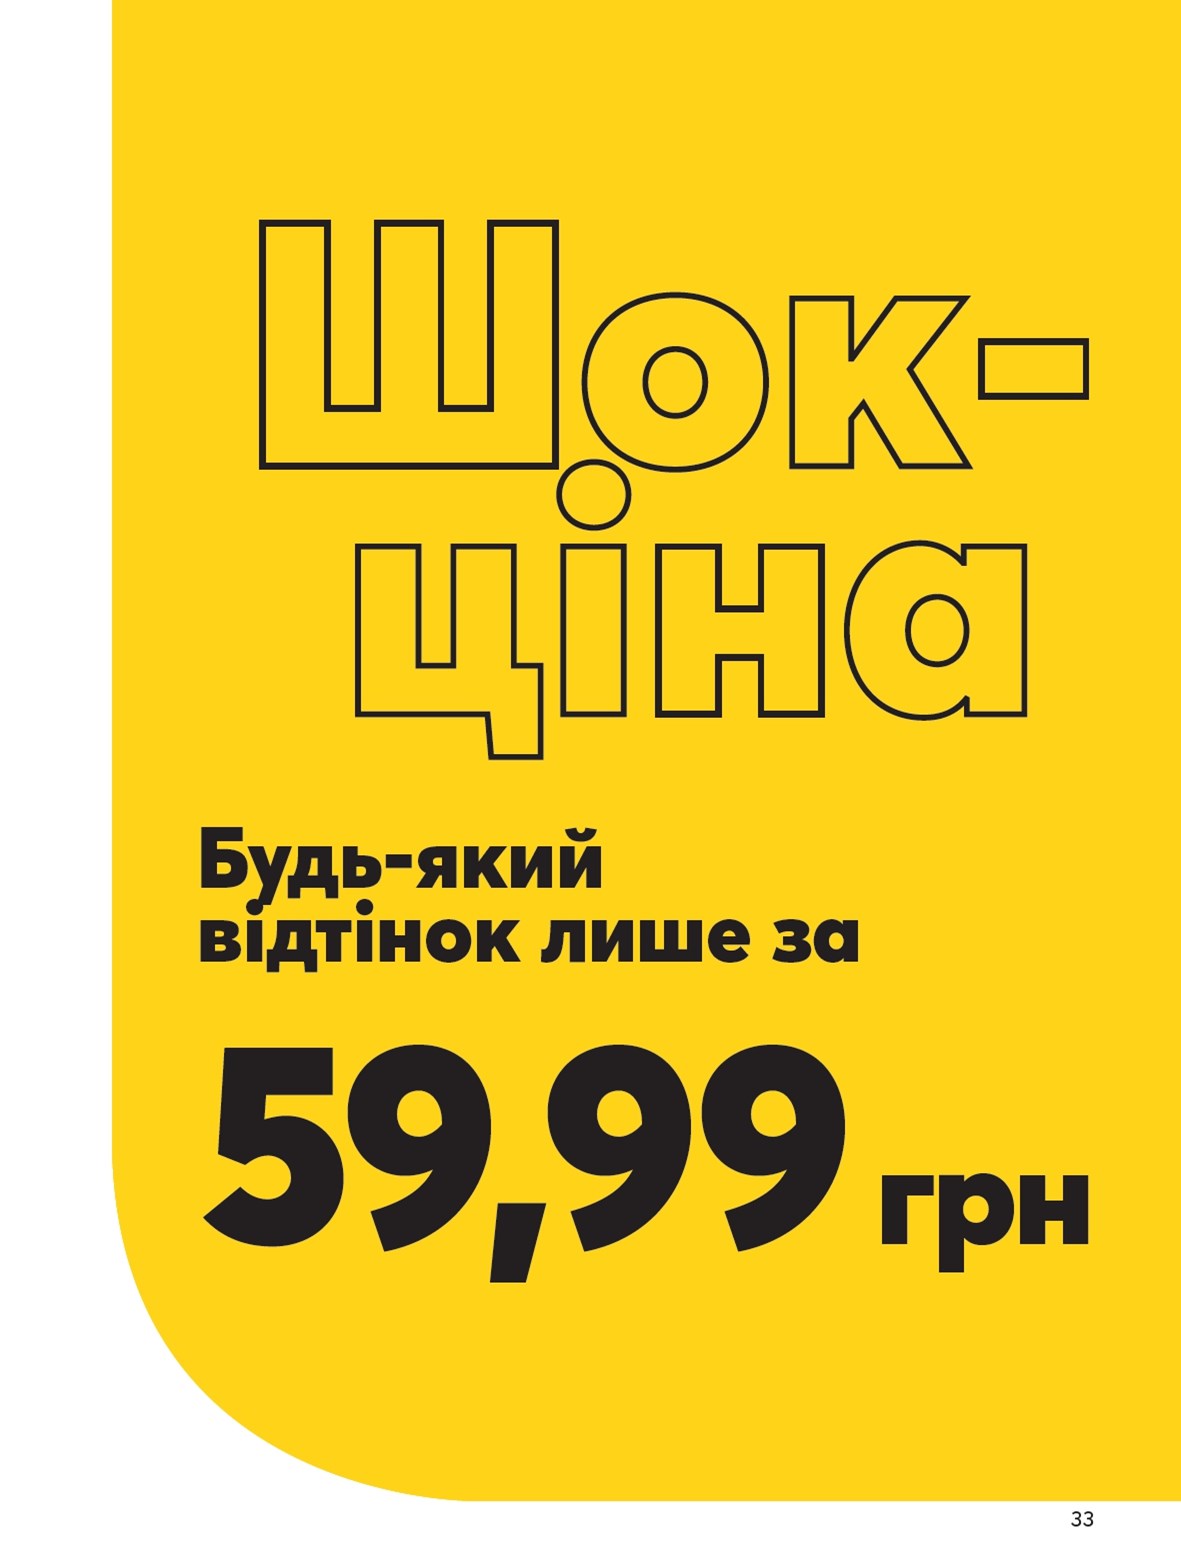 Шок-
ціна
Будь-який
відтінок лише за
59,99 грн
33